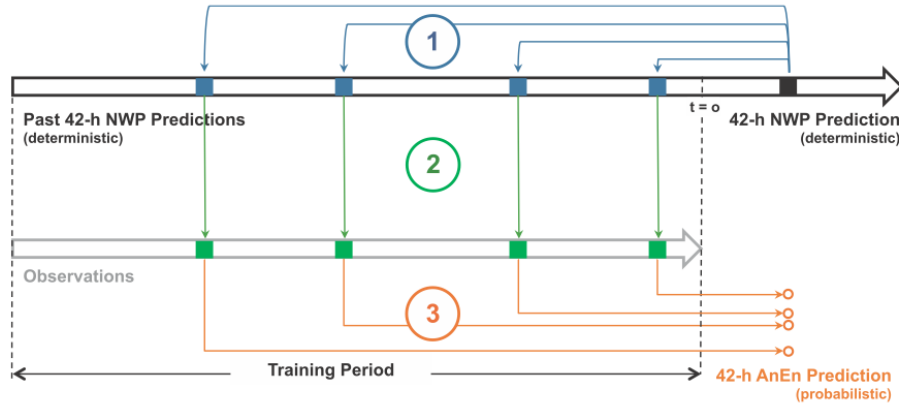 1
t = o
Past 42-h NWP Predictions
(deterministic)
42-h NWP Prediction
(deterministic)
2
Observations
3
Training Period
42-h AnEn Prediction
(probabilistic)